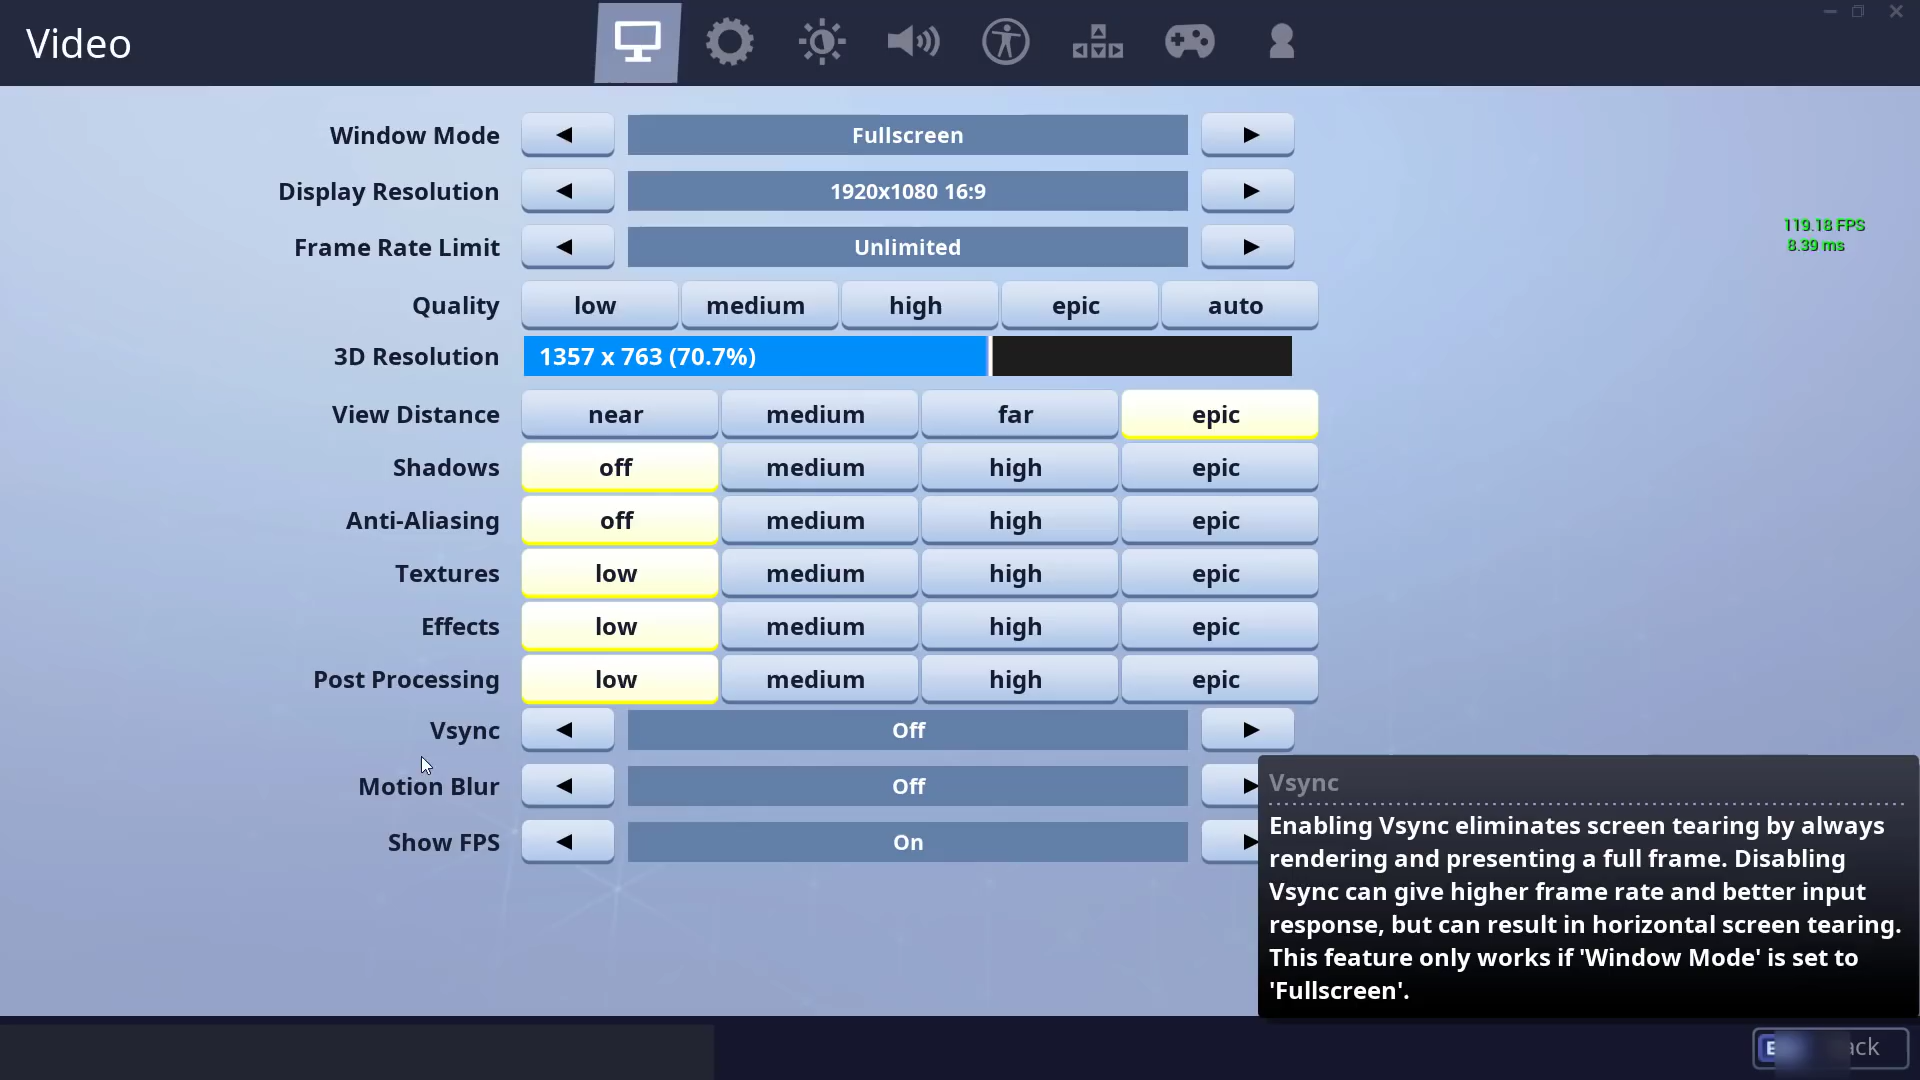 Video
Window Mode ◀ Fullscreen ▶
Display Resolution ◀ 1920x1080 16:9 ▶
Frame Rate Limit ◀ Unlimited ▶
119.18 FPS
8.39 ms
Quality low medium high epic auto
3D Resolution 1357 x 763 (70.7%)
View Distance near medium far epic
Shadows off medium high epic
Anti-Aliasing off medium high epic
Textures low medium high epic
Effects low medium high epic
Post Processing low medium high epic
Vsync ◀ Off ▶
Motion Blur ◀ Off ▶
Show FPS ◀ On ▶
Vsync
Enabling Vsync eliminates screen tearing by always
rendering and presenting a full frame. Disabling
Vsync can give higher frame rate and better input
response, but can result in horizontal screen tearing.
This feature only works if 'Window Mode' is set to
'Fullscreen'.